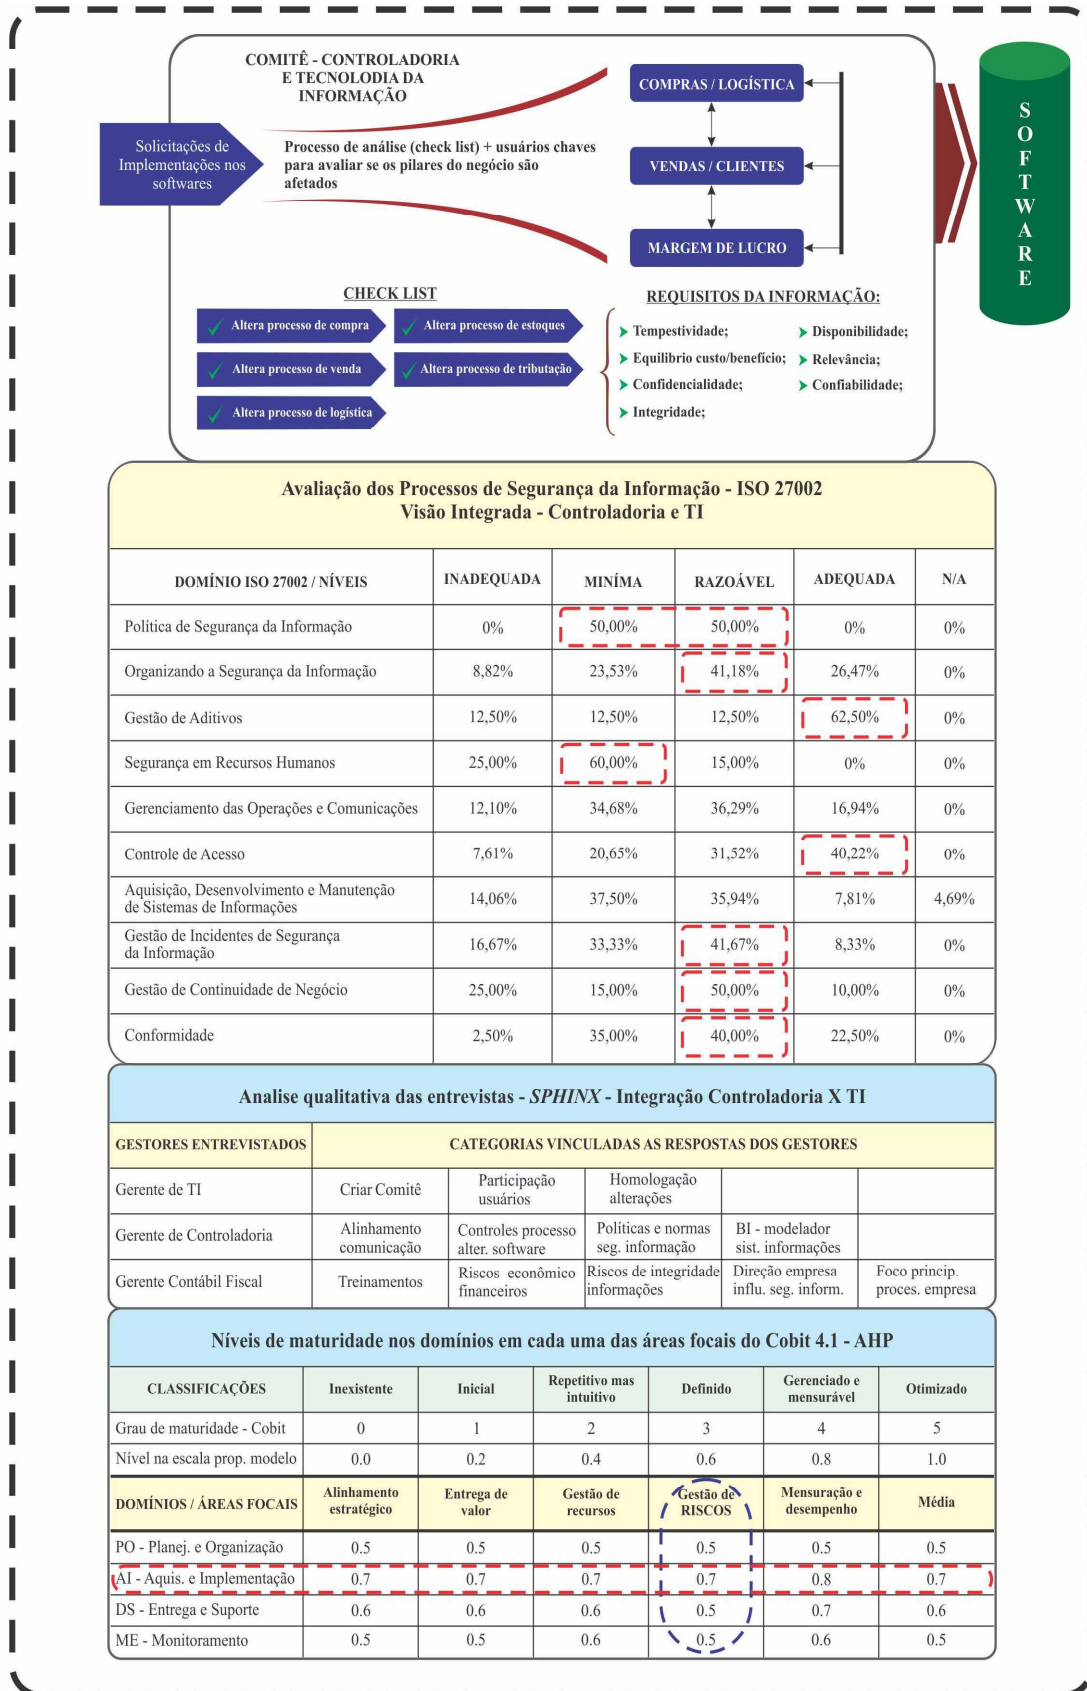 COMITÊ - CONTROLADORIA
E TECNOLODIA DA
INFORMAÇÃO
Solicitações de
Implementações nos
softwares
Processo de análise (check list) + usuários chaves
para avaliar se os pilares do negócio são
afetados
COMPRAS / LOGÍSTICA
VENDAS / CLIENTES
MARGEM DE LUCRO
SOFTWARE
CHECK LIST
Altera processo de compra
Altera processo de estoques
Altera processo de venda
Altera processo de tributação
Altera processo de logística
REQUISITOS DA INFORMAÇÃO:
Tempestividade;
Disponibilidade;
Equilibrio custo/benefício;
Relevância;
Confidencialidade;
Confiabilidade;
Integridade;
Avaliação dos Processos de Segurança da Informação - ISO 27002
Visão Integrada - Controladoria e TI
DOMÍNIO ISO 27002 / NÍVEIS INADEQUADA MINÍMA RAZOÁVEL ADEQUADA N/A
Política de Segurança da Informação 0% 50,00% 50,00% 0% 0%
Organizando a Segurança da Informação 8,82% 23,53% 41,18% 26,47% 0%
Gestão de Aditivos 12,50% 12,50% 12,50% 62,50% 0%
Segurança em Recursos Humanos 25,00% 60,00% 15,00% 0% 0%
Gerenciamento das Operações e Comunicações 12,10% 34,68% 36,29% 16,94% 0%
Controle de Acesso 7,61% 20,65% 31,52% 40,22% 0%
Aquisição, Desenvolvimento e Manutenção
de Sistemas de Informações 14,06% 37,50% 35,94% 7,81% 4,69%
Gestão de Incidentes de Segurança
da Informação 16,67% 33,33% 41,67% 8,33% 0%
Gestão de Continuidade de Negócio 25,00% 15,00% 50,00% 10,00% 0%
Conformidade 2,50% 35,00% 40,00% 22,50% 0%
Analise qualitativa das entrevistas - SPHINX - Integração Controladoria X TI
GESTORES ENTREVISTADOS CATEGORIAS VINCULADAS AS RESPOSTAS DOS GESTORES
Gerente de TI
Criar Comitê
Participação
usuários
Homologação
alterações
Gerente de Controladoria
Alinhamento
comunicação
Controles processo
alter. software
Políticas e normas
seg. informação
BI - modelador
sist. informações
Gerente Contábil Fiscal
Treinamentos
Riscos econômico
financeiros
Riscos de integridade
informações
Direção empresa
influ. seg. inform.
Foco princip.
proces. empresa
Níveis de maturidade nos domínios em cada uma das áreas focais do Cobit 4.1 - AHP
CLASSIFICAÇÕES
Inexistente
Inicial
Repetitivo mas
intuitivo
Definido
Gerenciado e
mensurável
Otimizado
Grau de maturidade - Cobit 0 1 2 3 4 5
Nível na escala prop. modelo 0.0 0.2 0.4 0.6 0.8 1.0
DOMÍNIOS / ÁREAS FOCAIS
Alinhamento
estratégico
Entrega de
valor
Gestão de
recursos
Gestão de
RISCOS
Mensuração e
desempenho
Média
PO - Planej. e Organização 0.5 0.5 0.5 0.5 0.5 0.5
AI - Aquis. e Implementação 0.7 0.7 0.7 0.7 0.8 0.7
DS - Entrega e Suporte 0.6 0.6 0.6 0.5 0.7 0.6
ME - Monitoramento 0.5 0.5 0.6 0.5 0.6 0.5